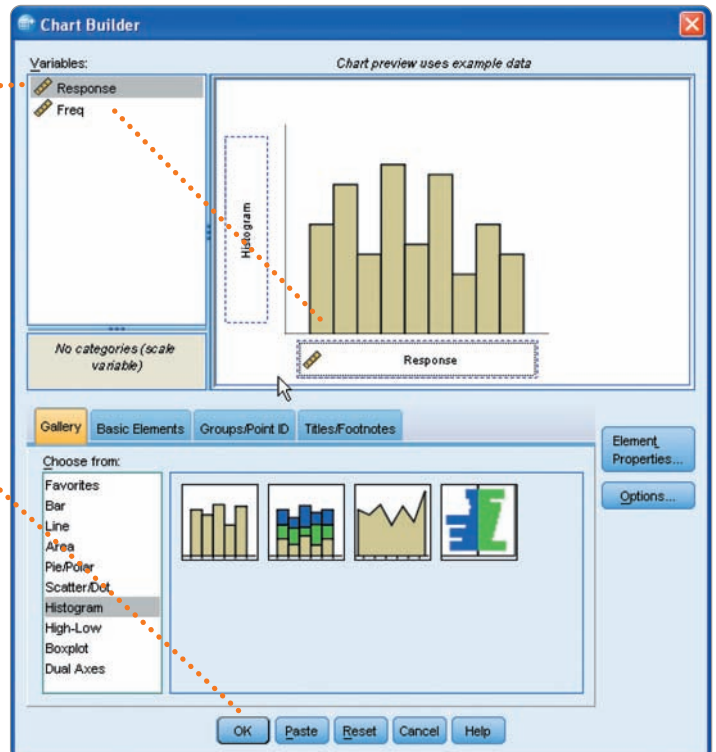 Chart Builder
Variables:
Chart preview uses example data
Response
Freq
Histogram
Response
No categories (scale
variable)
Gallery
Basic Elements
Groups/Point ID
Titles/Footnotes
Element
Properties...
Options...
Choose from:
Favorites
Bar
Line
Area
Pie/Polar
Scatter/Dot
Histogram
High-Low
Boxplot
Dual Axes
OK
Paste
Reset
Cancel
Help